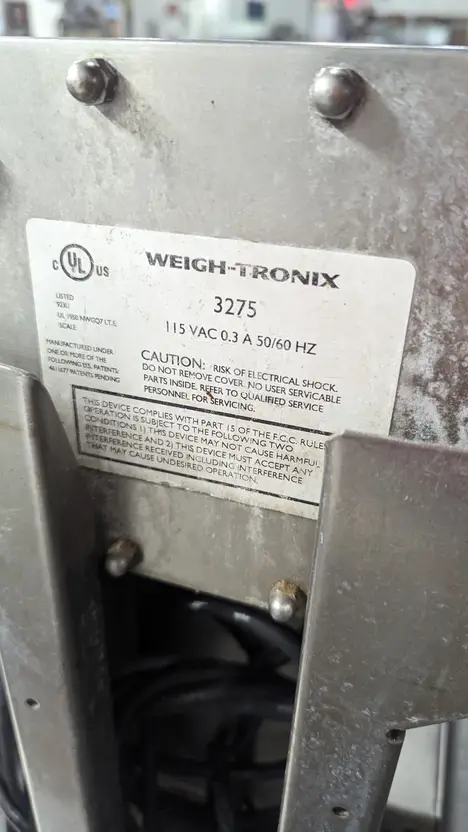 C UL US
WEIGH-TRONIX
3275
115 VAC 0.3 A 50/60 HZ
LISTED
UL 1950 NWGQ7 I.T.E.
SCALE
MANUFACTURED UNDER
ONE OR MORE OF THE
FOLLOWING U.S. PATENTS:
PATENTS PENDING
CAUTION: RISK OF ELECTRICAL SHOCK.
DO NOT REMOVE COVER. NO USER SERVICABLE
PARTS INSIDE. REFER TO QUALIFIED SERVICE
PERSONNEL FOR SERVICING.
THIS DEVICE COMPLIES WITH PART 15 OF THE F.C.C. RULES
OPERATION IS SUBJECT TO THE FOLLOWING TWO
CONDITIONS 1) THIS DEVICE MAY NOT CAUSE HARMFUL
INTERFERENCE AND 2) THIS DEVICE MUST ACCEPT ANY
INTERFERENCE RECEIVED INCLUDING INTERFERENCE
THAT MAY CAUSE UNDESIRED OPERATION.